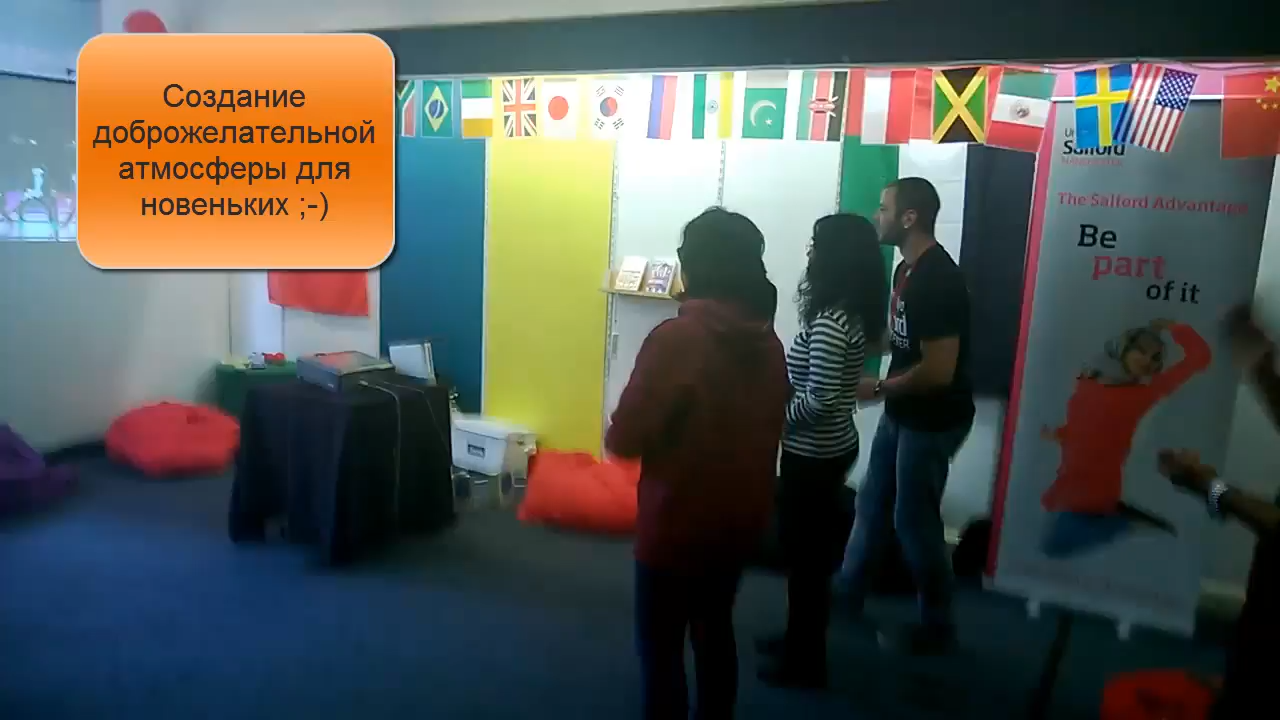 Создание
доброжелательной
атмосферы для
новеньких ;-)
Salford
The Salford Advantage
Be
part
of it